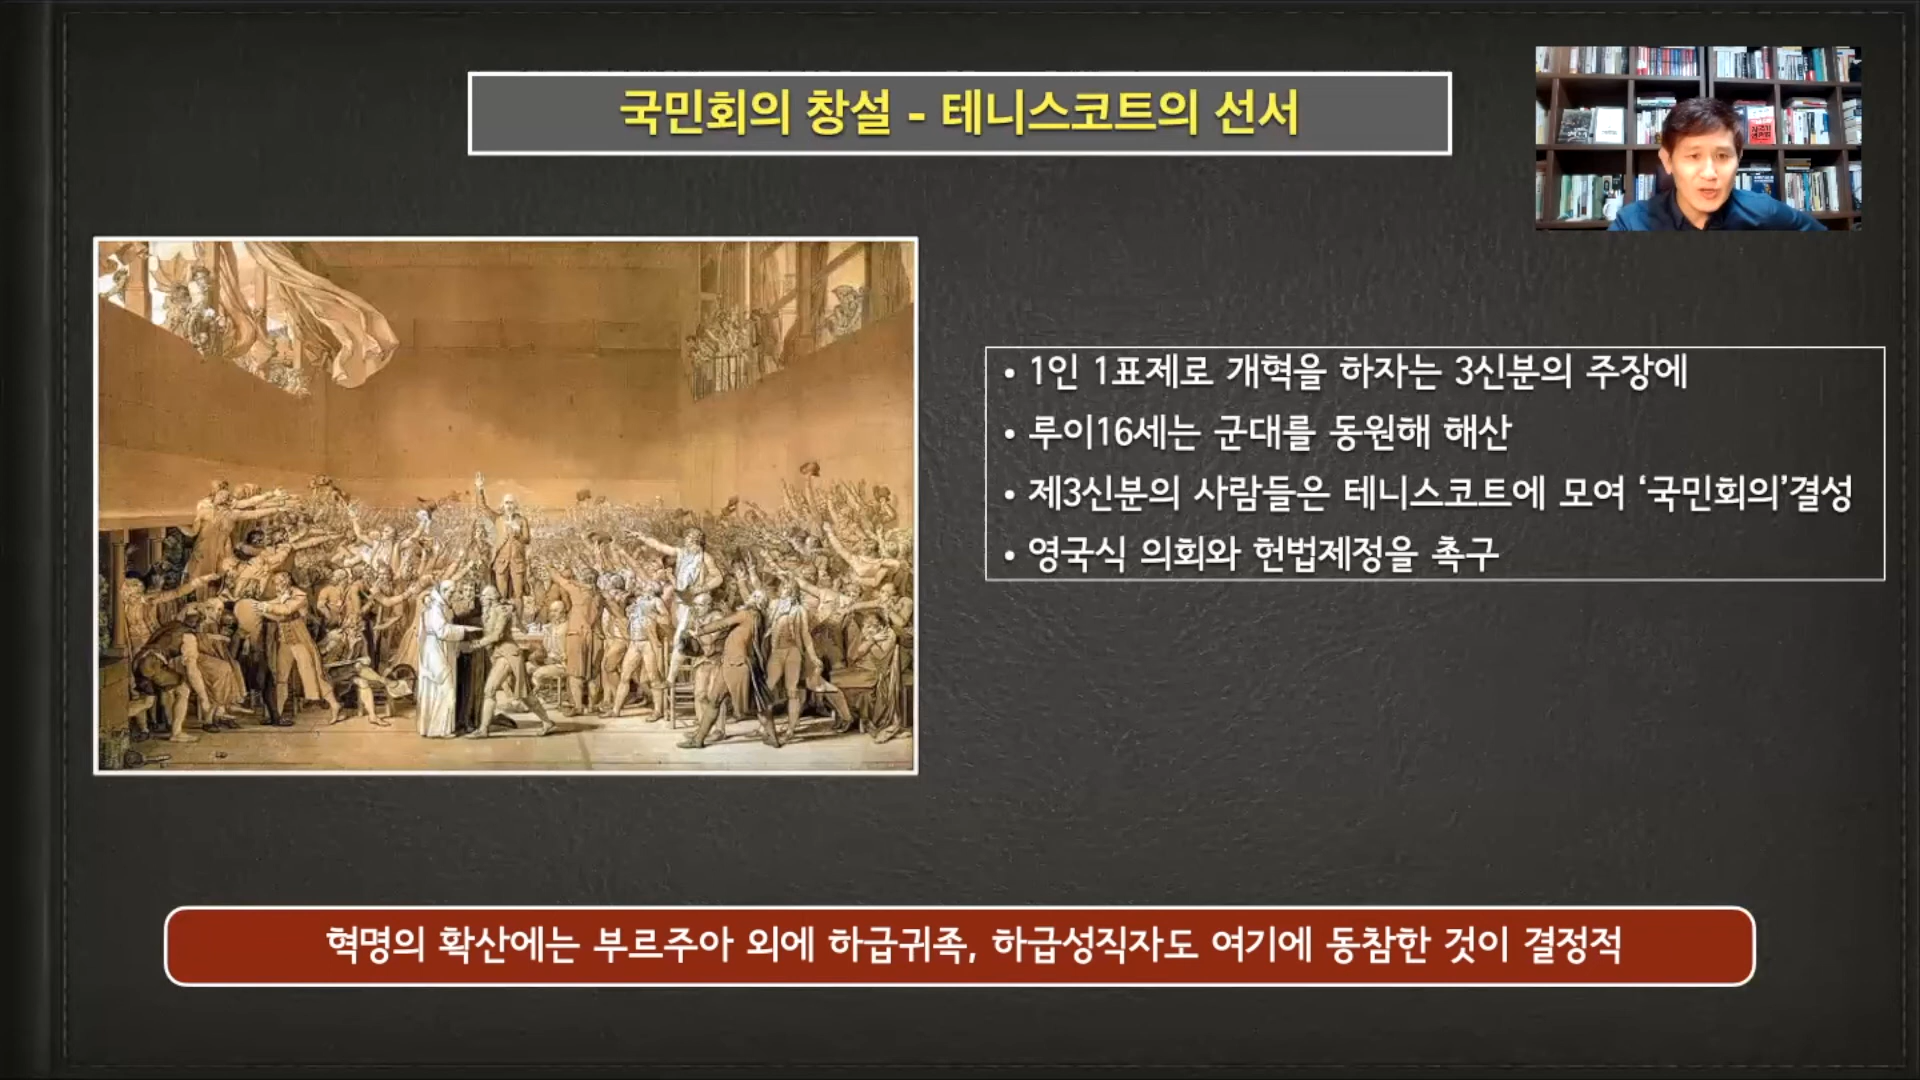 국민회의 창설 - 테니스코트의 선서
• 1인 1표제로 개혁을 하자는 3신분의 주장에
• 루이16세는 군대를 동원해 해산
• 제3신분의 사람들은 테니스코트에 모여 ‘국민회의’결성
• 영국식 의회와 헌법제정을 촉구
혁명의 확산에는 부르주아 외에 하급귀족, 하급성직자도 여기에 동참한 것이 결정적